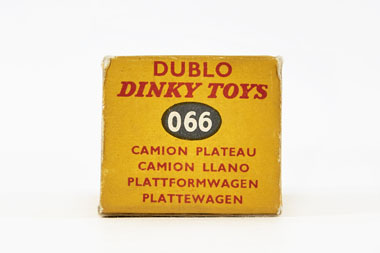 DUBLO
DINKY TOYS
066
CAMION PLATEAU
CAMION LLANO
PLATTFORMWAGEN
PLATTEWAGEN